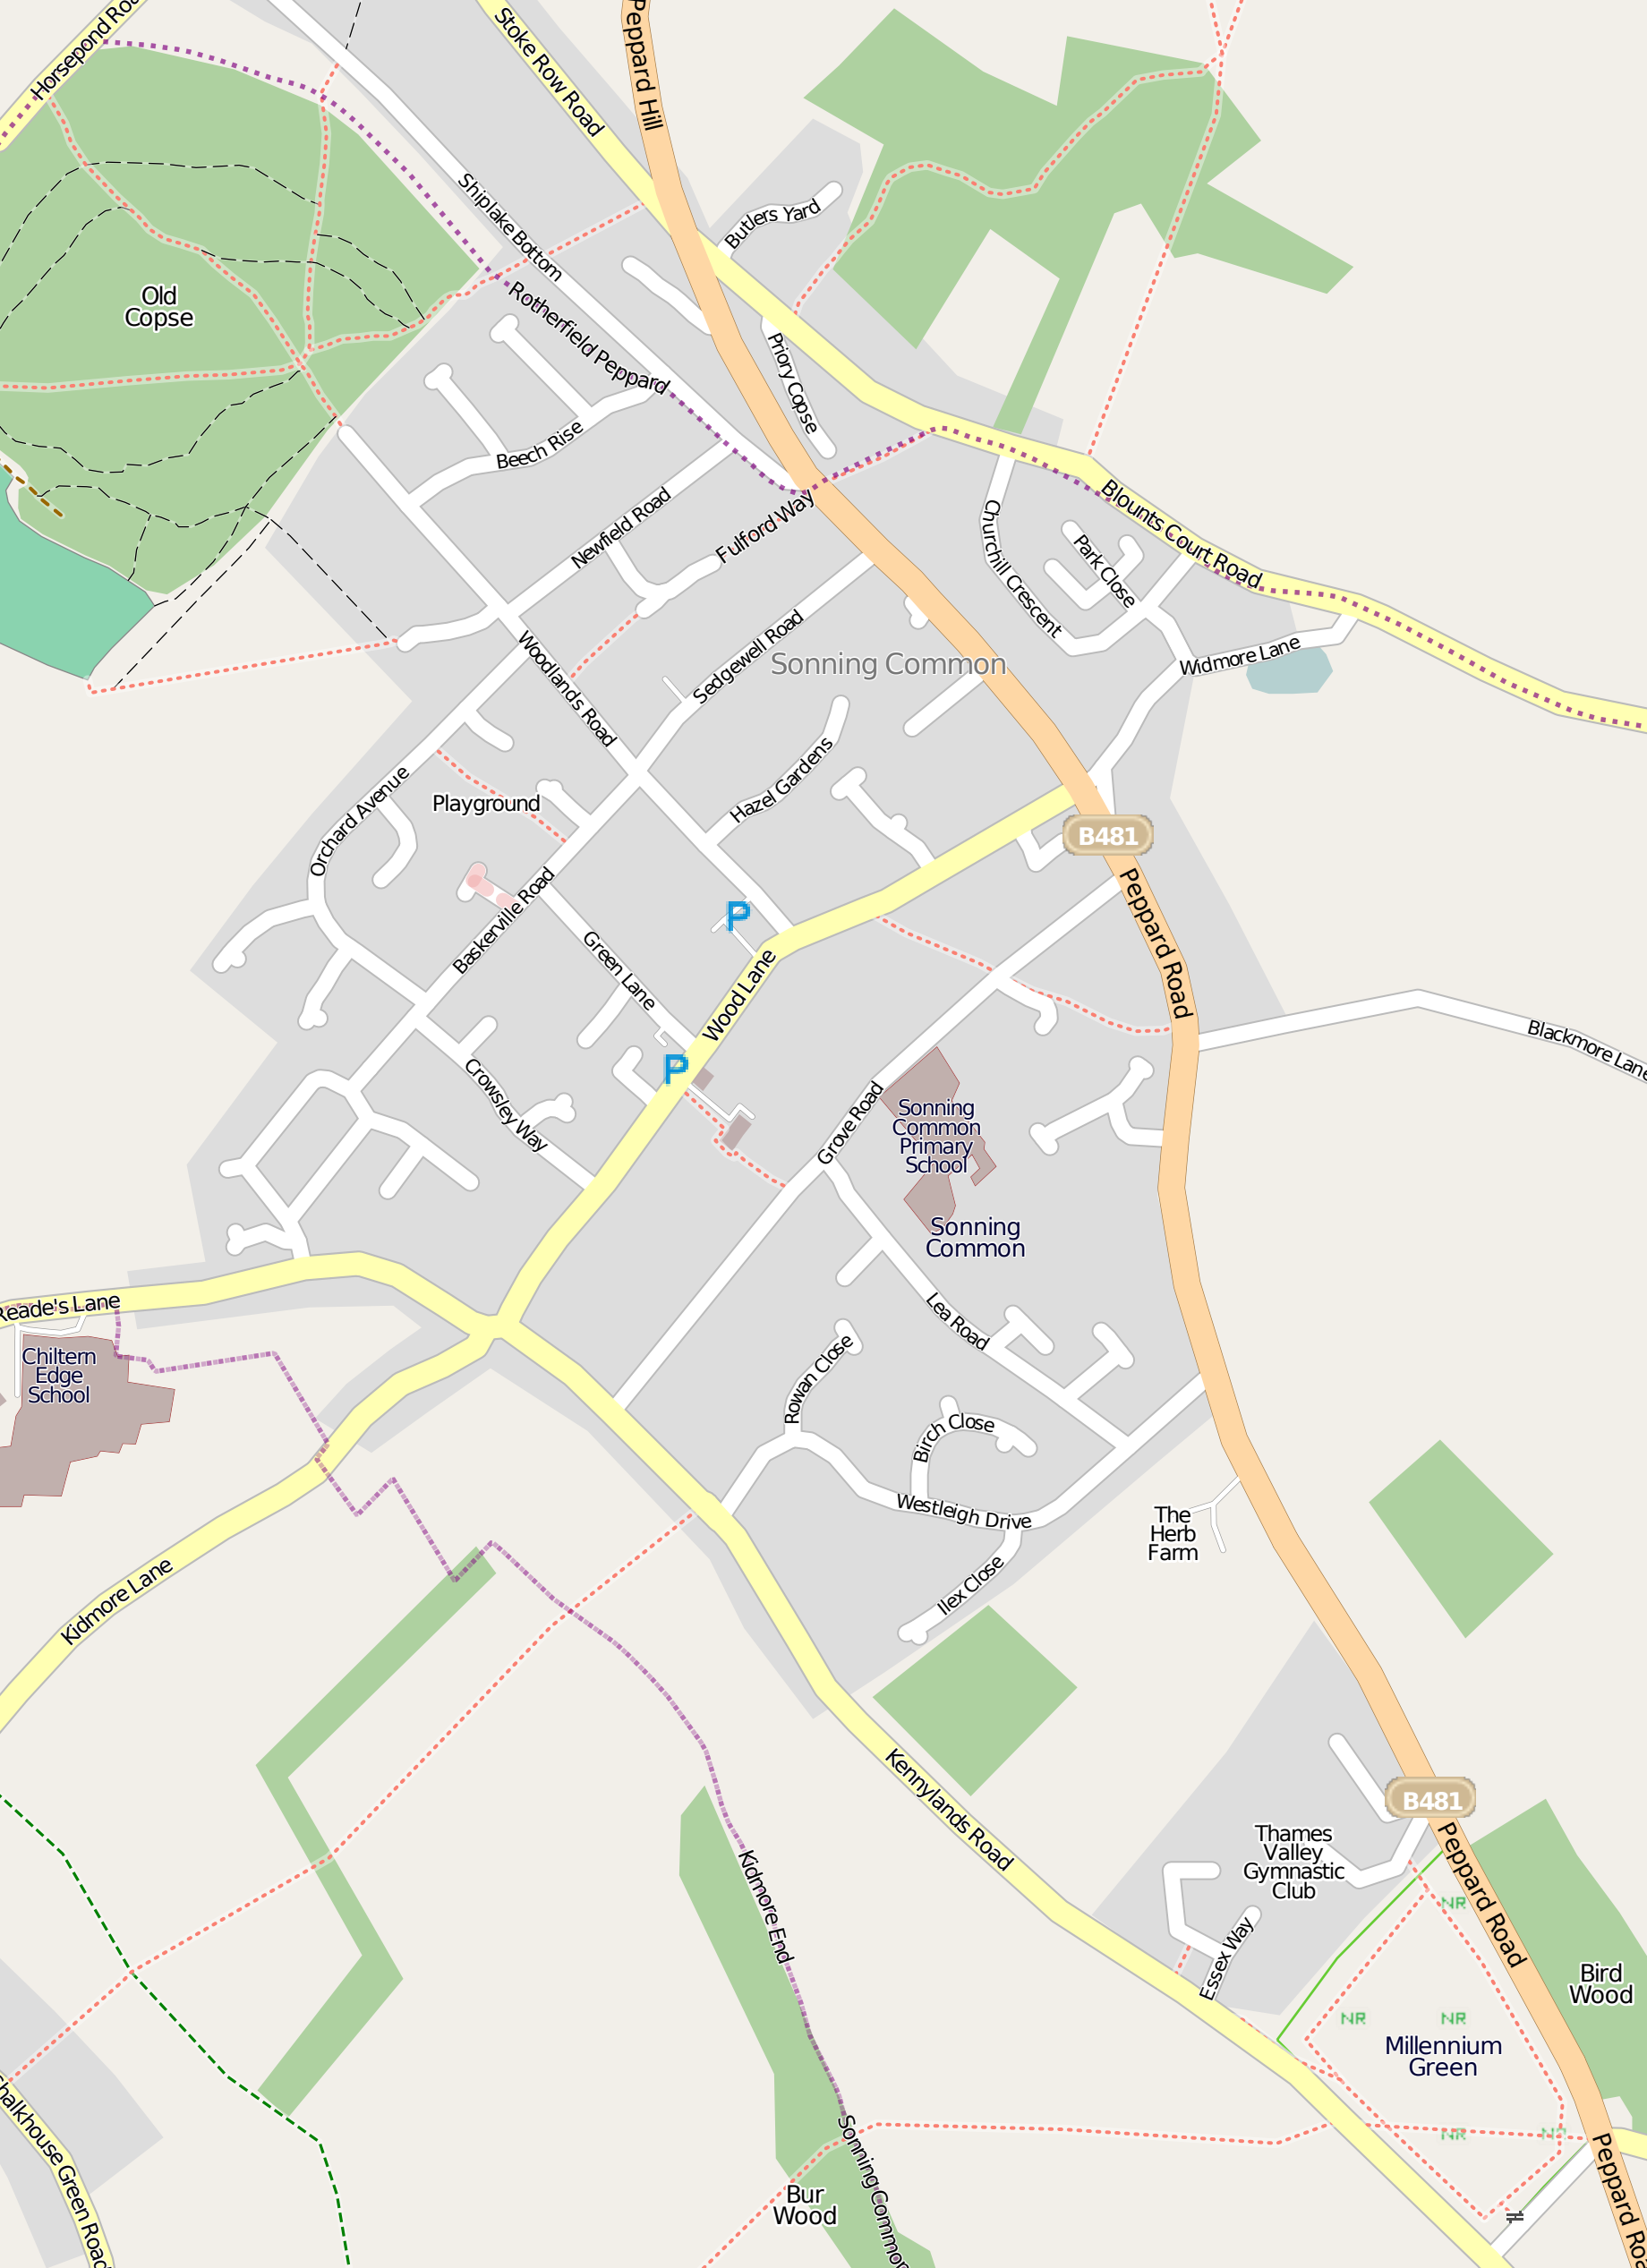 Horsepond Roa
Stoke Row Road
Peppard Hill
Shiplake Bottom
Butlers Yard
Old
Copse
Rotherfield Peppard
Priory Copse
Beech Rise
Newfield Road
Fulford Way
Churchill Crescent
Park Close
Blounts Court Road
Widmore Lane
Sedgewell Road
Sonning Common
Woodlands Road
Hazel Gardens
Orchard Avenue
Playground
B481
Peppard Road
Baskerville Road
P
Green Lane
Wood Lane
Blackmore Lane
P
Crowsley Way
Grove Road
Sonning
Common
Primary
School
Sonning
Common
Reade's Lane
Chiltern
Edge
School
Lea Road
Rowan Close
Birch Close
Westleigh Drive
The
Herb
Farm
Ilex Close
Kidmore Lane
Kennylands Road
B481
Thames
Valley
Gymnastic
Club
Peppard Road
Kidmore End
NR
Essex Way
Bird
Wood
NR
NR
Millennium
Green
halkhouse Green Road
Sonning Common
NR
NR
Peppard Roa
Bur
Wood